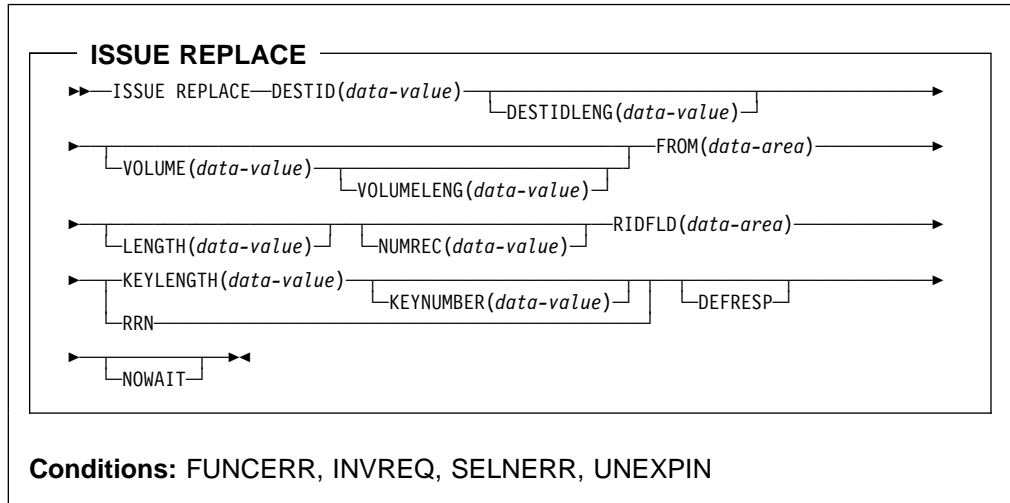 ISSUE REPLACE
ISSUE REPLACE DESTID(data-value)
DESTIDLENG(data-value)
FROM(data-area)
VOLUME(data-value)
VOLUMELENG(data-value)
RIDFLD(data-area)
LENGTH(data-value) NUMREC(data-value)
KEYLENGTH(data-value)
KEYNUMBER(data-value) DEFRESP
RRN
NOWAIT
Conditions: FUNCERR, INVREQ, SELNERR, UNEXPIN